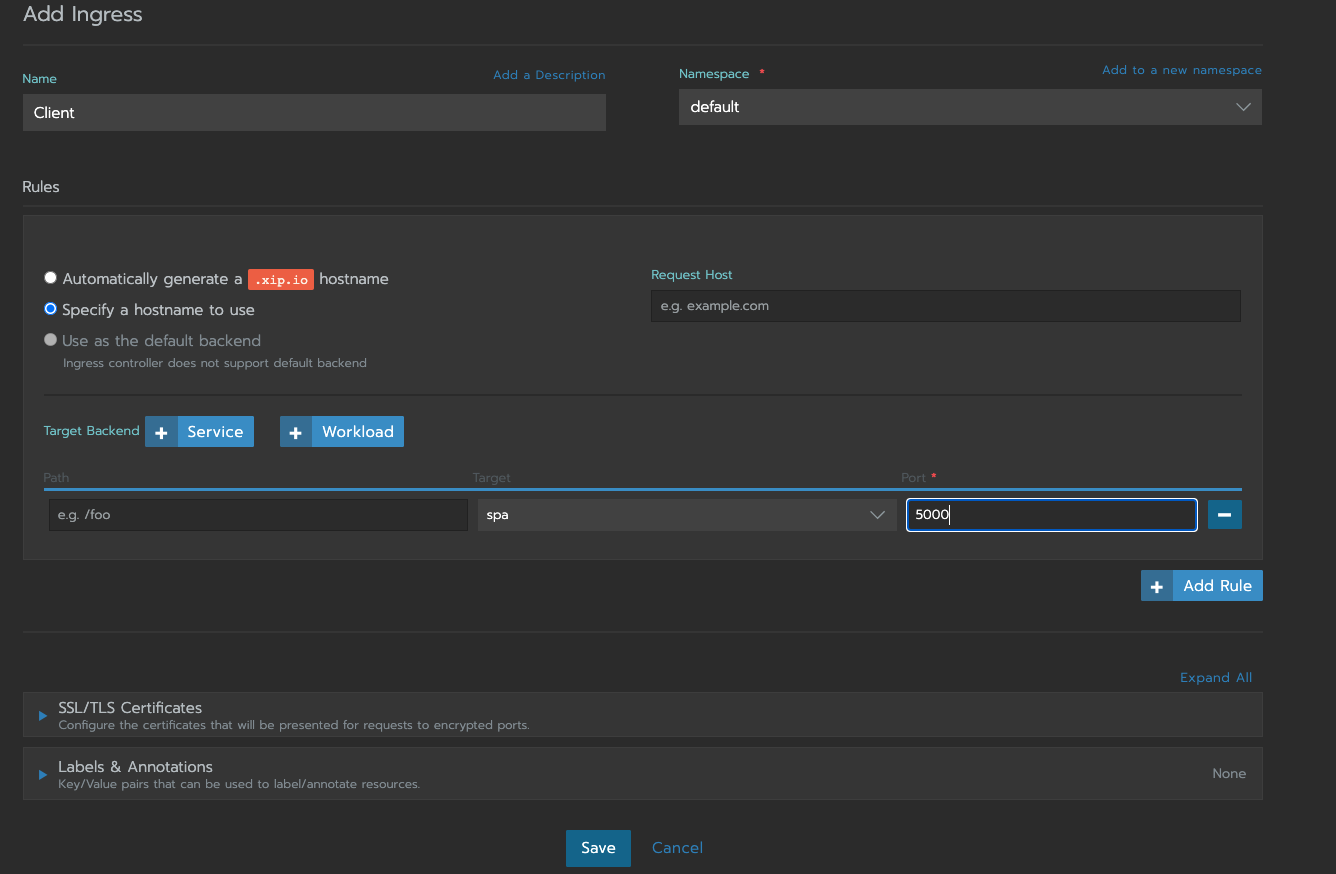 Add Ingress
Name
Add a Description
Namespace *
Add to a new namespace
Client
default
Rules
Automatically generate a .xip.io hostname
Specify a hostname to use
Use as the default backend
Ingress controller does not support default backend
Request Host
e.g. example.com
Target Backend
+ Service
+ Workload
Path
Target
Port *
e.g. /foo
spa
5000
+ Add Rule
Expand All
SSL/TLS Certificates
Configure the certificates that will be presented for requests to encrypted ports.
Labels & Annotations
Key/Value pairs that can be used to label/annotate resources.
None
Save
Cancel